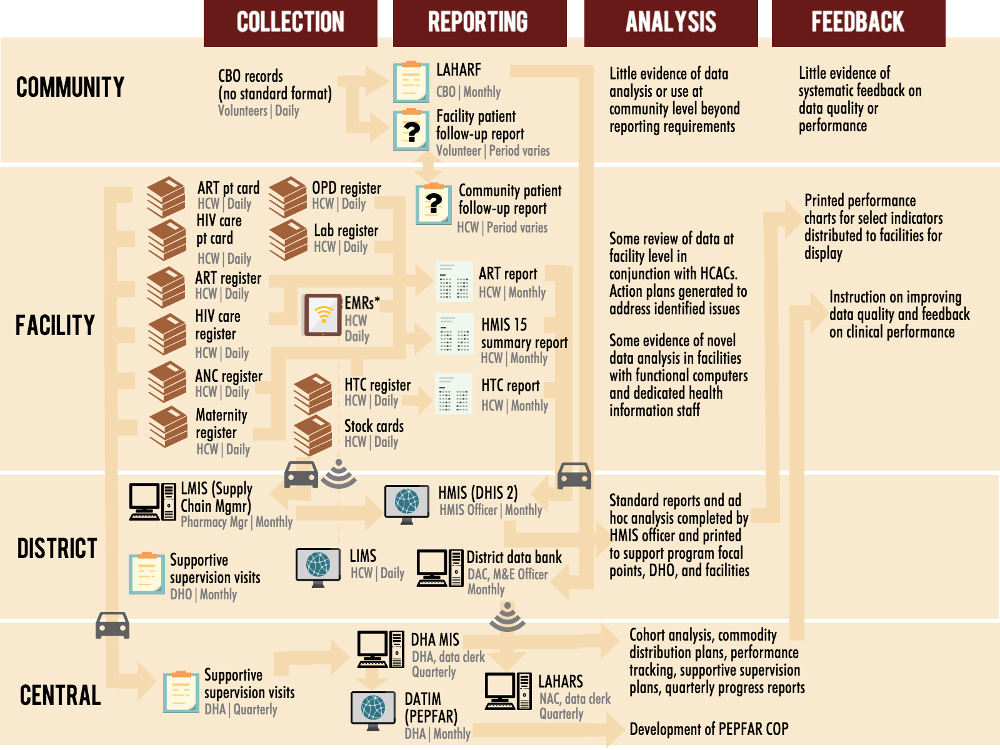 COLLECTION
REPORTING
ANALYSIS
FEEDBACK
COMMUNITY
CBO records
(no standard format)
Volunteers | Daily
LAHARF
CBO | Monthly
?
Facility patient
follow-up report
Volunteer | Period varies
Little evidence of data
analysis or use at
community level beyond
reporting requirements
Little evidence of
systematic feedback on
data quality or
performance
FACILITY
ART pt card
HCW | Daily
HIV care
pt card
HCW | Daily
ART register
HCW | Daily
HIV care
register
HCW | Daily
ANC register
HCW | Daily
Maternity
register
HCW | Daily
OPD register
HCW | Daily
Lab register
HCW | Daily
EMRs*
HCW
Daily
HTC register
HCW | Daily
Stock cards
HCW | Daily
?
Community patient
follow-up report
HCW | Period varies
ART report
HCW | Monthly
HMIS 15
summary report
HCW | Monthly
HTC report
HCW | Monthly
Some review of data at
facility level in
conjunction with HCACs.
Action plans generated to
address identified issues
Some evidence of novel
data analysis in facilities
with functional computers
and dedicated health
information staff
Printed performance
charts for select indicators
distributed to facilities for
display
Instruction on improving
data quality and feedback
on clinical performance
DISTRICT
LMIS (Supply
Chain Mgmr)
Pharmacy Mgr | Monthly
Supportive
supervision visits
DHO | Monthly
LIMS
HCW | Daily
HMIS (DHIS 2)
HMIS Officer | Monthly
District data bank
DAC, M&E Officer
Monthly
Standard reports and ad
hoc analysis completed by
HMIS officer and printed
to support program focal
points, DHO, and facilities
CENTRAL
Supportive
supervision visits
DHA | Quarterly
DHA MIS
DHA, data clerk
Quarterly
DATIM
(PEPFAR)
DHA | Monthly
LAHARS
NAC, data clerk
Quarterly
Cohort analysis, commodity
distribution plans, performance
tracking, supportive supervision
plans, quarterly progress reports
Development of PEPFAR COP